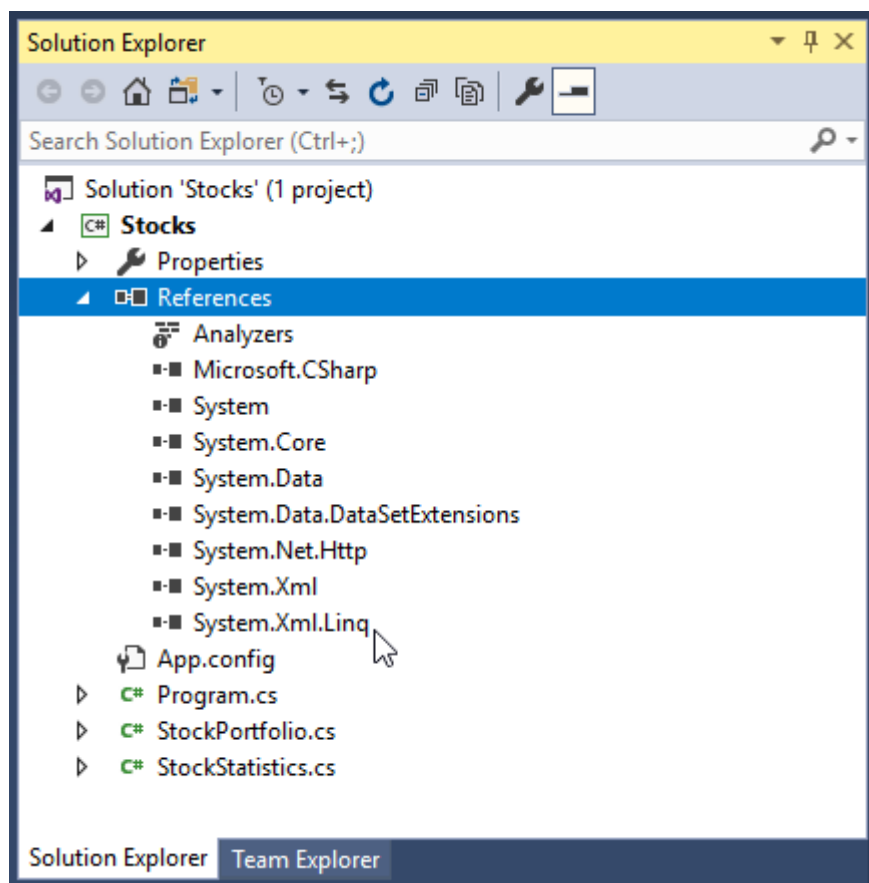 Solution Explorer
Search Solution Explorer (Ctrl+;)
Solution 'Stocks' (1 project)
C# Stocks
Properties
References
Analyzers
Microsoft.CSharp
System
System.Core
System.Data
System.Data.DataSetExtensions
System.Net.Http
System.Xml
System.Xml.Linq
App.config
C# Program.cs
C# StockPortfolio.cs
C# StockStatistics.cs
Solution Explorer Team Explorer